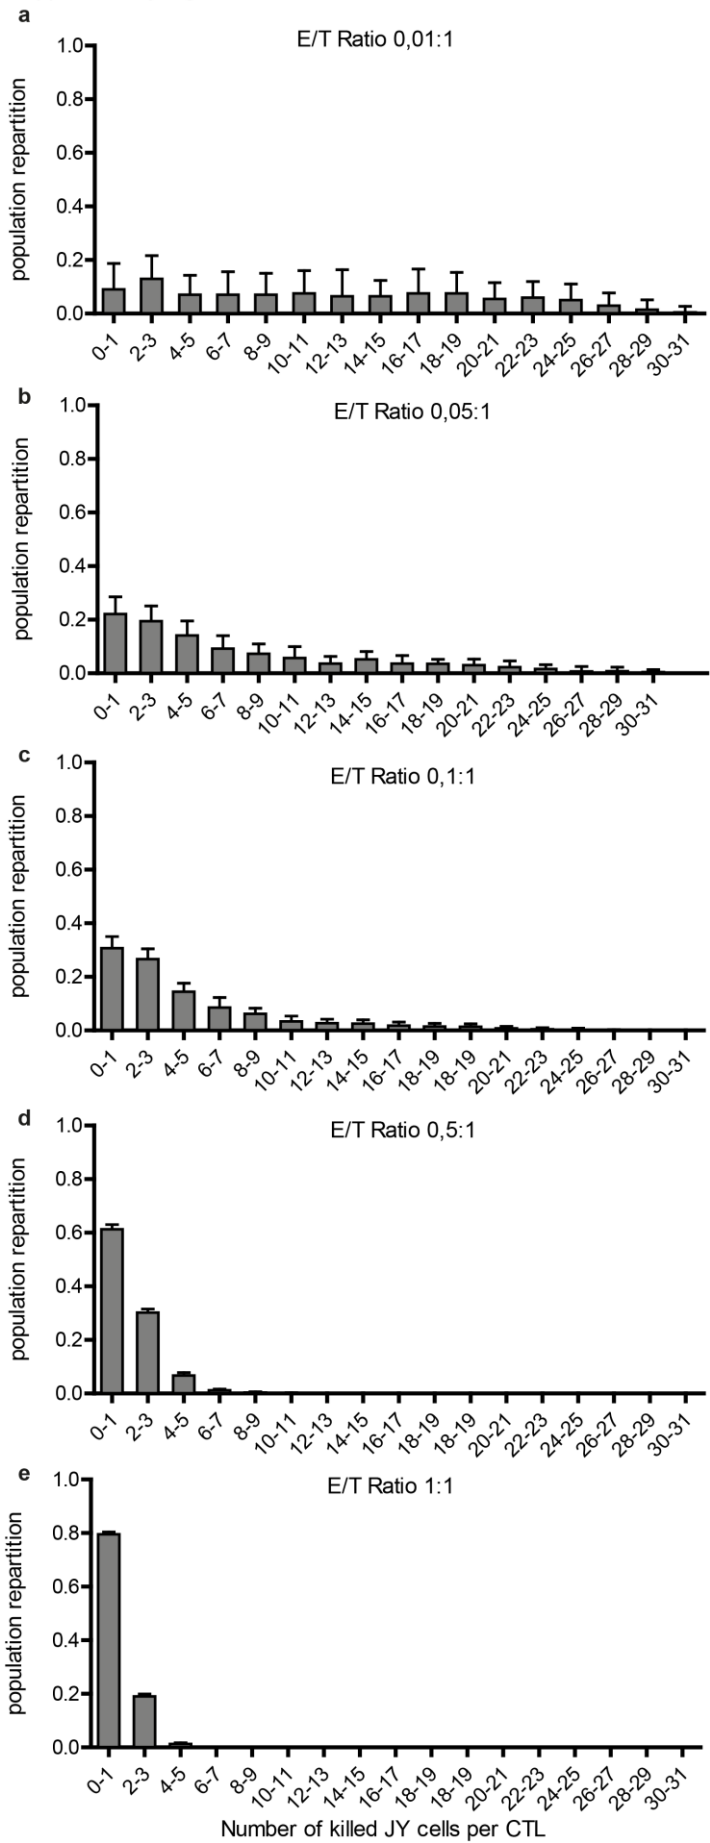 a
E/T Ratio 0,01:1
population repartition
1.0
0.8
0.6
0.4
0.2
0.0
0-1 2-3 4-5 6-7 8-9 10-11 12-13 14-15 16-17 18-19 20-21 22-23 24-25 26-27 28-29 30-31
b
E/T Ratio 0,05:1
population repartition
1.0
0.8
0.6
0.4
0.2
0.0
0-1 2-3 4-5 6-7 8-9 10-11 12-13 14-15 16-17 18-19 20-21 22-23 24-25 26-27 28-29 30-31
c
E/T Ratio 0,1:1
population repartition
1.0
0.8
0.6
0.4
0.2
0.0
0-1 2-3 4-5 6-7 8-9 10-11 12-13 14-15 16-17 18-19 18-19 20-21 22-23 24-25 26-27 28-29 30-31
d
E/T Ratio 0,5:1
population repartition
1.0
0.8
0.6
0.4
0.2
0.0
0-1 2-3 4-5 6-7 8-9 10-11 12-13 14-15 16-17 18-19 18-19 20-21 22-23 24-25 26-27 28-29 30-31
e
E/T Ratio 1:1
population repartition
1.0
0.8
0.6
0.4
0.2
0.0
0-1 2-3 4-5 6-7 8-9 10-11 12-13 14-15 16-17 18-19 18-19 20-21 22-23 24-25 26-27 28-29 30-31
Number of killed JY cells per CTL